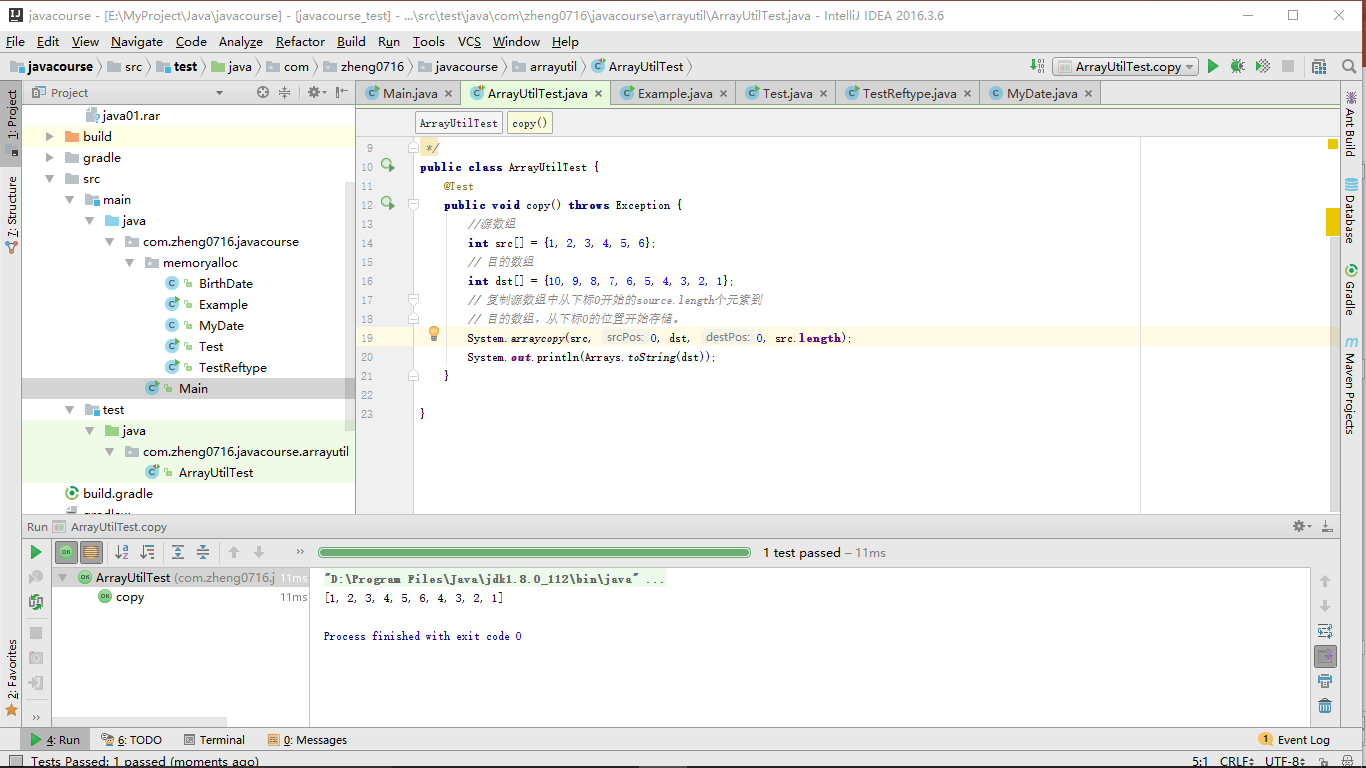 javacourse - [E:\MyProject\Java\javacourse] - [javacourse_test] - ...\src\test\java\com\zheng0716\javacourse\arrayutil\ArrayUtilTest.java - IntelliJ IDEA 2016.3.6
File Edit View Navigate Code Analyze Refactor Build Run Tools VCS Window Help
javacourse src test java com zheng0716 javacourse arrayutil ArrayUtilTest
ArrayUtilTest.copy
Project
Main.java ArrayUtilTest.java Example.java Test.java TestReftype.java MyDate.java
1: Project
7: Structure
2: Favorites
java01.rar
build
gradle
src
main
java
com.zheng0716.javacourse
memoryalloc
BirthDate
Example
MyDate
Test
TestReftype
Main
test
java
com.zheng0716.javacourse.arrayutil
ArrayUtilTest
build.gradle
ArrayUtilTest copy()
9 */
10 public class ArrayUtilTest {
11 @Test
12 public void copy() throws Exception {
13 //源数组
14 int src[] = {1, 2, 3, 4, 5, 6};
15 // 目的数组
16 int dst[] = {10, 9, 8, 7, 6, 5, 4, 3, 2, 1};
17 // 复制源数组中从下标0开始的source.length个元素到
18 // 目的数组，从下标0的位置开始存储。
19 System.arraycopy(src, srcPos: 0, dst, destPos: 0, src.length);
20 System.out.println(Arrays.toString(dst));
21 }
22
23 }
Ant Build
Database
Gradle
Maven Projects
Run ArrayUtilTest.copy
1 test passed – 11ms
ArrayUtilTest (com.zheng0716.j 11ms
copy 11ms
"D:\Program Files\Java\jdk1.8.0_112\bin\java" ...
[1, 2, 3, 4, 5, 6, 4, 3, 2, 1]
Process finished with exit code 0
4: Run 6: TODO Terminal 0: Messages 1 Event Log
Tests Passed: 1 passed (moments ago) 5:1 CRLF UTF-8